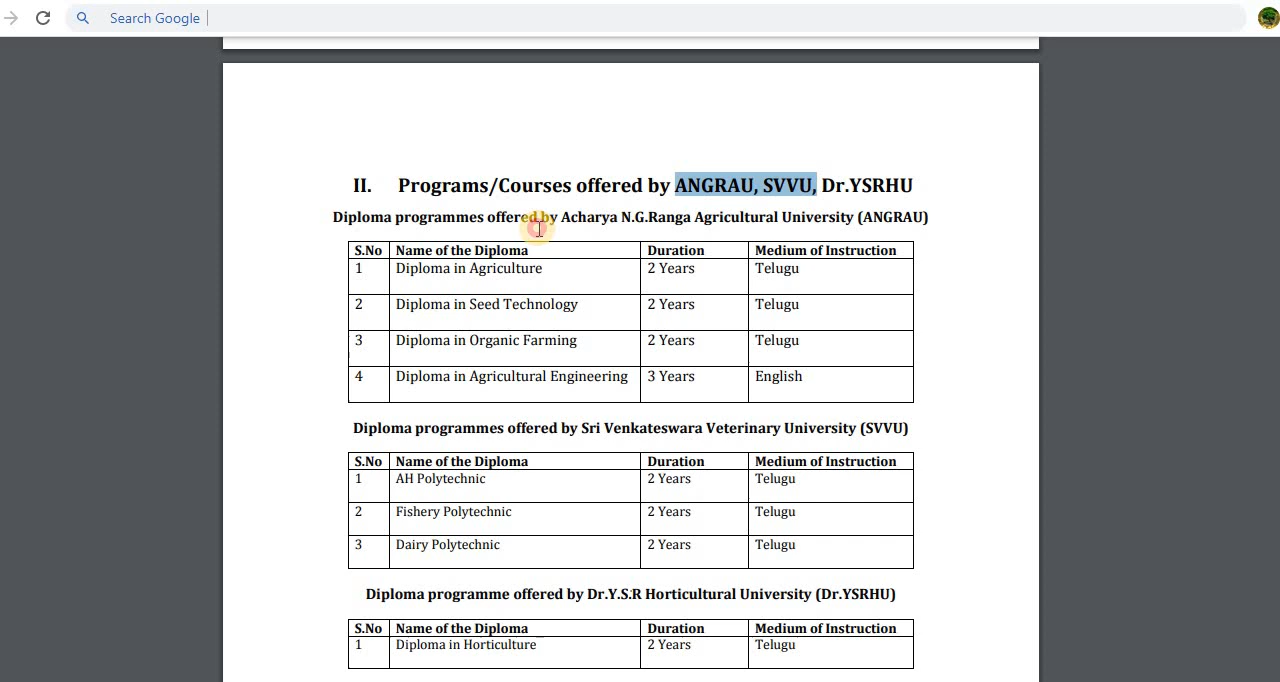 Search Google
II. Programs/Courses offered by ANGRAU, SVVU, Dr.YSRHU
Diploma programmes offered by Acharya N.G.Ranga Agricultural University (ANGRAU)
S.No Name of the Diploma Duration Medium of Instruction
1 Diploma in Agriculture 2 Years Telugu
2 Diploma in Seed Technology 2 Years Telugu
3 Diploma in Organic Farming 2 Years Telugu
4 Diploma in Agricultural Engineering 3 Years English
Diploma programmes offered by Sri Venkateswara Veterinary University (SVVU)
S.No Name of the Diploma Duration Medium of Instruction
1 AH Polytechnic 2 Years Telugu
2 Fishery Polytechnic 2 Years Telugu
3 Dairy Polytechnic 2 Years Telugu
Diploma programme offered by Dr.Y.S.R Horticultural University (Dr.YSRHU)
S.No Name of the Diploma Duration Medium of Instruction
1 Diploma in Horticulture 2 Years Telugu